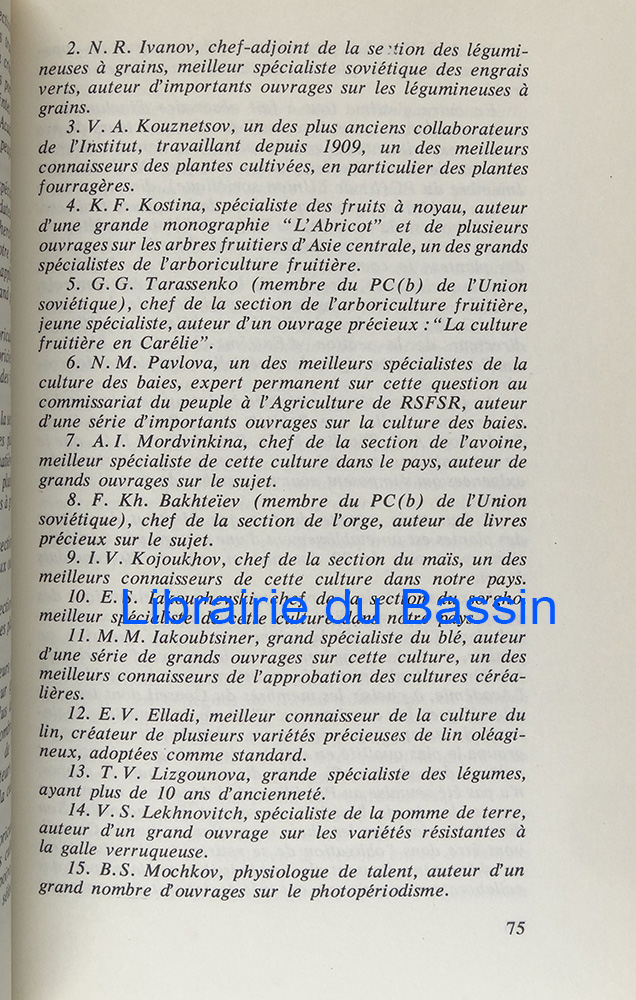 2. N. R. Ivanov, chef-adjoint de la section des légumi-
neuses à grains, meilleur spécialiste soviétique des engrais
verts, auteur d'importants ouvrages sur les légumineuses à
grains.
3. V. A. Kouznetsov, un des plus anciens collaborateurs
de l'Institut, travaillant depuis 1909, un des meilleurs
connaisseurs des plantes cultivées, en particulier des plantes
fourragères.
4. K. F. Kostina, spécialiste des fruits à noyau, auteur
d'une grande monographie "L'Abricot" et de plusieurs
ouvrages sur les arbres fruitiers d'Asie centrale, un des grands
spécialistes de l'arboriculture fruitière.
5. G. G. Tarassenko (membre du PC(b) de l'Union
soviétique), chef de la section de l'arboriculture fruitière,
jeune spécialiste, auteur d'un ouvrage précieux : "La culture
fruitière en Carélie".
6. N. M. Pavlova, un des meilleurs spécialistes de la
culture des baies, expert permanent sur cette question au
commissariat du peuple à l'Agriculture de RSFSR, auteur
d'une série d'importants ouvrages sur la culture des baies.
7. A. I. Mordvinkina, chef de la section de l'avoine,
meilleur spécialiste de cette culture dans le pays, auteur de
grands ouvrages sur le sujet.
8. F. Kh. Bakhteïev (membre du PC(b) de l'Union
soviétique), chef de la section de l'orge, auteur de livres
précieux sur le sujet.
9. I. V. Kojoukhov, chef de la section du maïs, un des
meilleurs connaisseurs de cette culture dans notre pays.
10. E. S. chef de la section du sorgho,
Librairie du Bassin
meilleur spécialiste de cette culture dans notre pays.
11. M. M. Iakoubtsiner, grand spécialiste du blé, auteur
d'une série de grands ouvrages sur cette culture, un des
meilleurs connaisseurs de l'approbation des cultures céréa-
lières.
12. E. V. Elladi, meilleur connaisseur de la culture du
lin, créateur de plusieurs variétés précieuses de lin oléagi-
neux, adoptées comme standard.
13. T. V. Lizgounova, grande spécialiste des légumes,
ayant plus de 10 ans d'ancienneté.
14. V. S. Lekhnovitch, spécialiste de la pomme de terre,
auteur d'un grand ouvrage sur les variétés résistantes à
la galle verruqueuse.
15. B.S. Mochkov, physiologue de talent, auteur d'un
grand nombre d'ouvrages sur le photopériodisme.
75